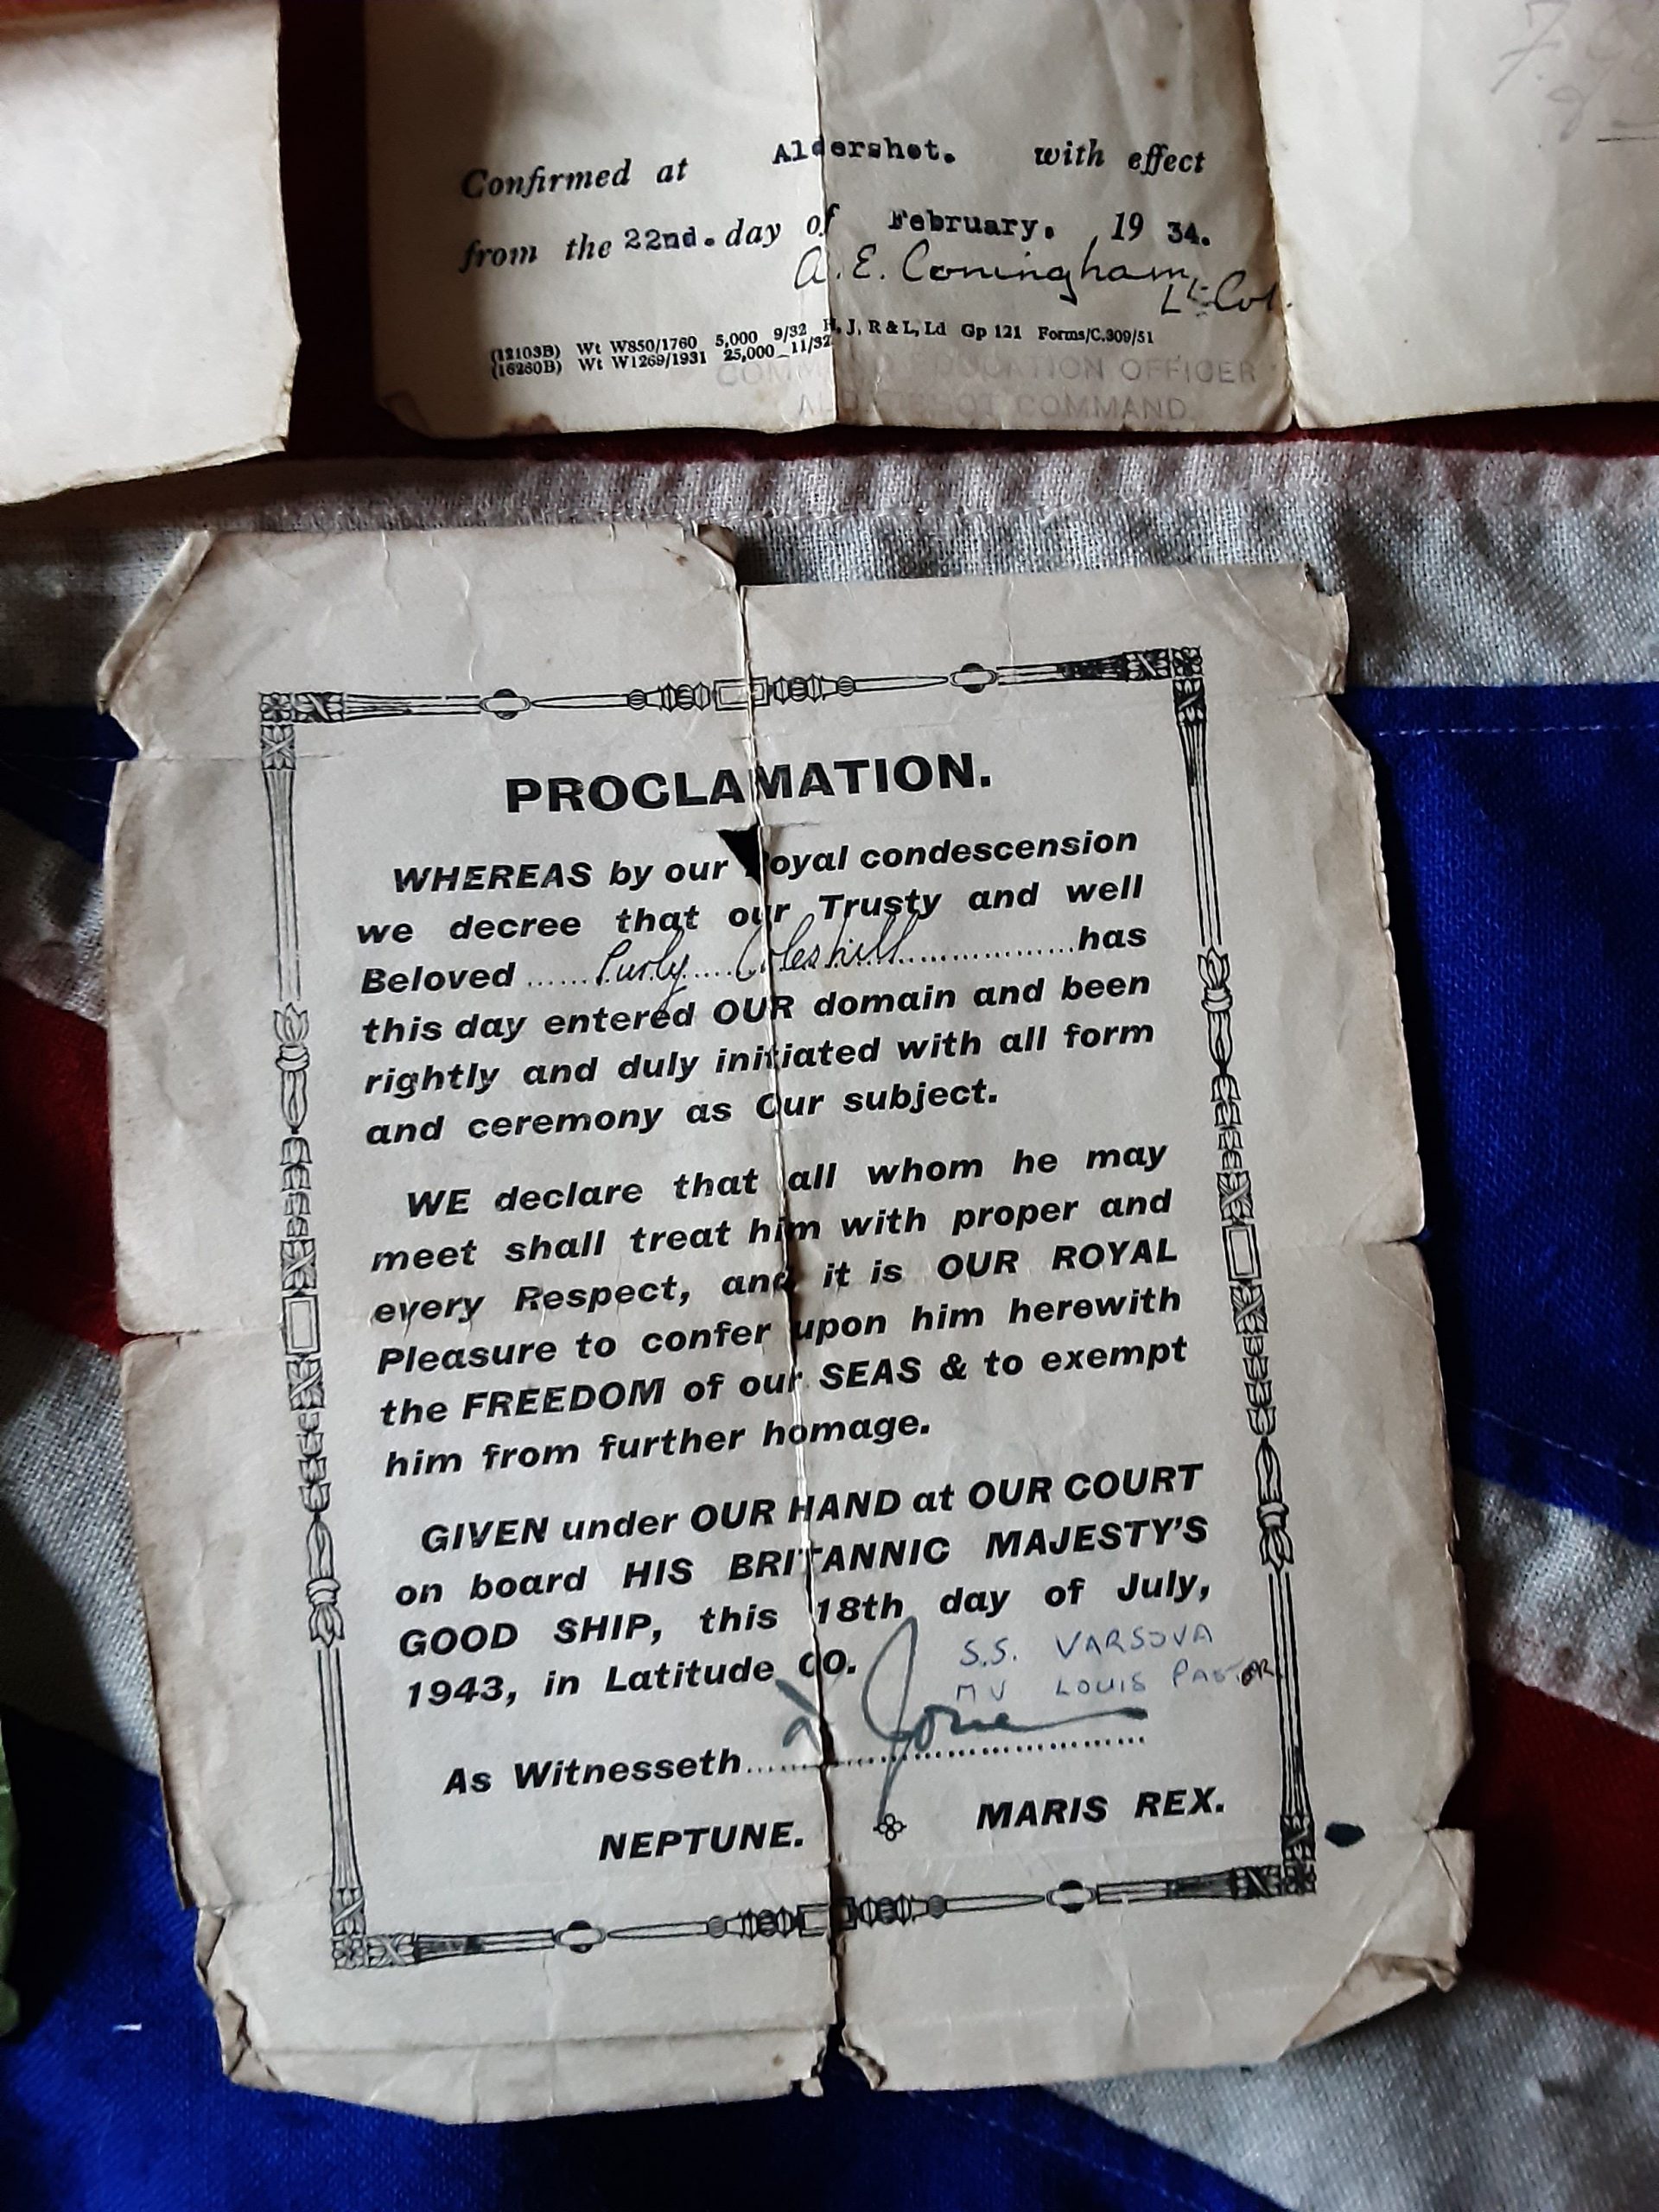 Confirmed at Aldershot. with effect
from the 22nd. day of February. 19 34.
A. E. Coningham
Lt Col.
(12103B) Wt W850/1760 5,000 9/32 H, J, R & L, Ld Gp 121 Forms/C.309/51
(16260B) Wt W1269/1931 25,000 11/32
COMMAND EDUCATION OFFICER
ALDERSHOT COMMAND.
PROCLAMATION.
WHEREAS by our Royal condescension
we decree that our Trusty and well
Beloved ...... Purly Coleshill ...... has
this day entered OUR domain and been
rightly and duly initiated with all form
and ceremony as Our subject.
WE declare that all whom he may
meet shall treat him with proper and
every Respect, and it is OUR ROYAL
Pleasure to confer upon him herewith
the FREEDOM of our SEAS & to exempt
him from further homage.
GIVEN under OUR HAND at OUR COURT
on board HIS BRITANNIC MAJESTY'S
GOOD SHIP, this 18th day of July,
1943, in Latitude 00.
S.S. VARSOVA
MV LOUIS PASTOR
As Witnesseth......
NEPTUNE. MARIS REX.